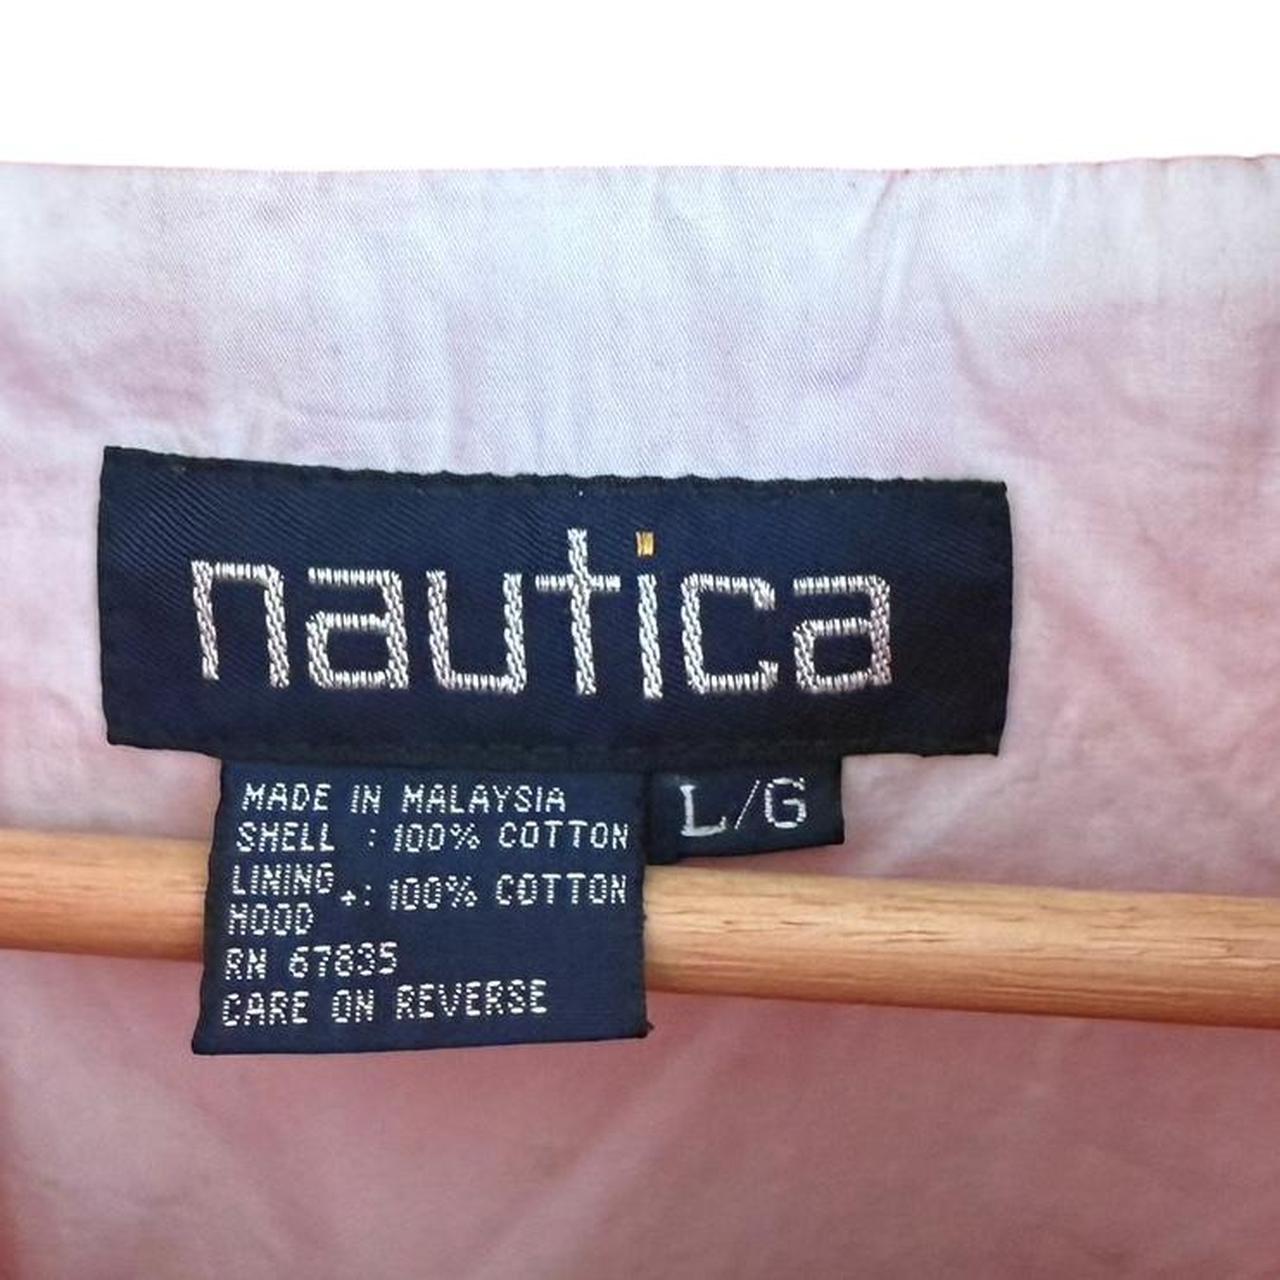 nautica
L/G
MADE IN MALAYSIA
SHELL : 100% COTTON
LINING +: 100% COTTON
HOOD
RN 67835
CARE ON REVERSE